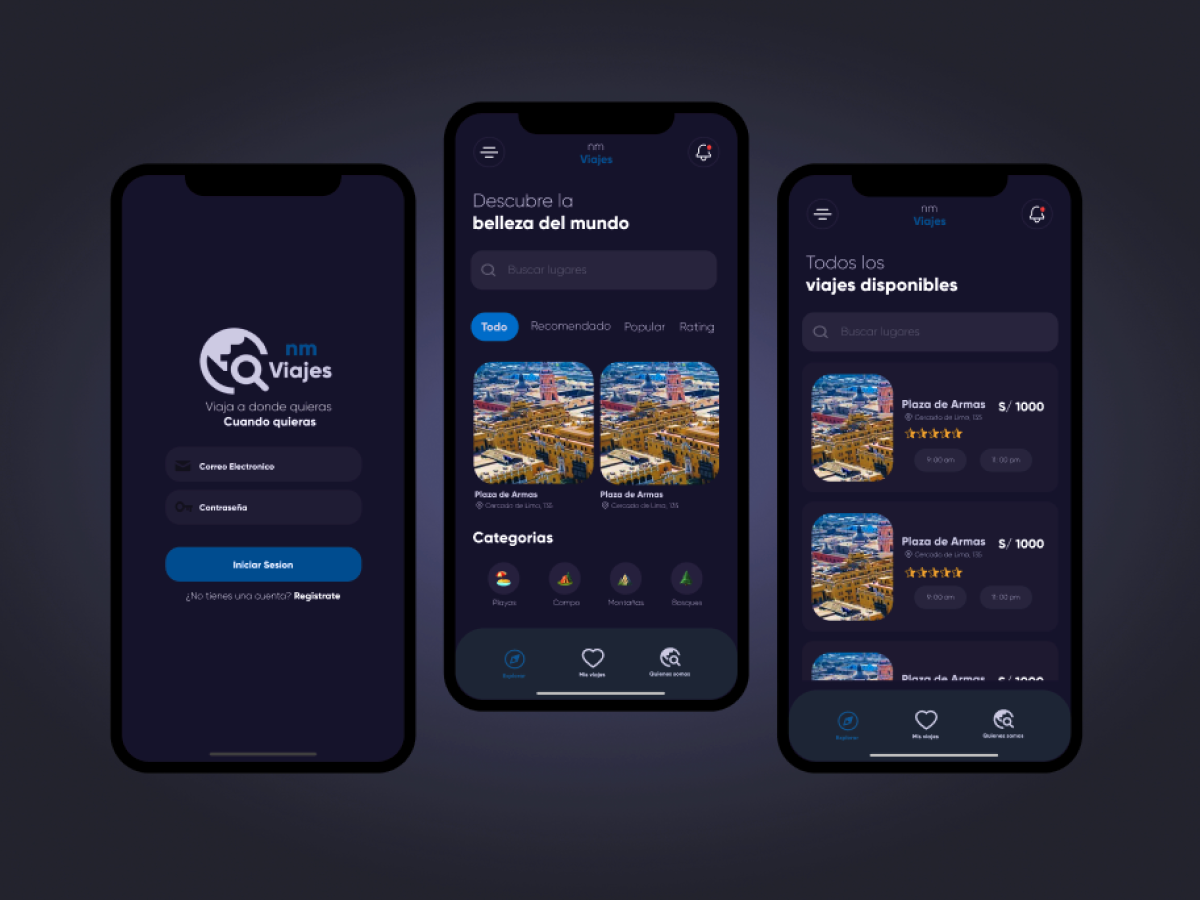 nm
Viajes
Viaja a donde quieras
Cuando quieras
Correo Electronico
Contraseña
Iniciar Sesion
¿No tienes una cuenta? Registrate
nm
Viajes
Descubre la
belleza del mundo
Buscar lugares
Todo Recomendado Popular Rating
Plaza de Armas Plaza de Armas
Cercado de Lima, 135 Cercado de Lima, 135
Categorias
Playas Campo Montañas Bosques
Explorar Mis viajes Quienes somos
nm
Viajes
Todos los
viajes disponibles
Buscar lugares
Plaza de Armas S/ 1000
Cercado de Lima, 135
9:00 am 11:00 pm
Plaza de Armas S/ 1000
Cercado de Lima, 135
9:00 am 11:00 pm
Plaza de Armas S/ 1000
Explorar Mis viajes Quienes somos